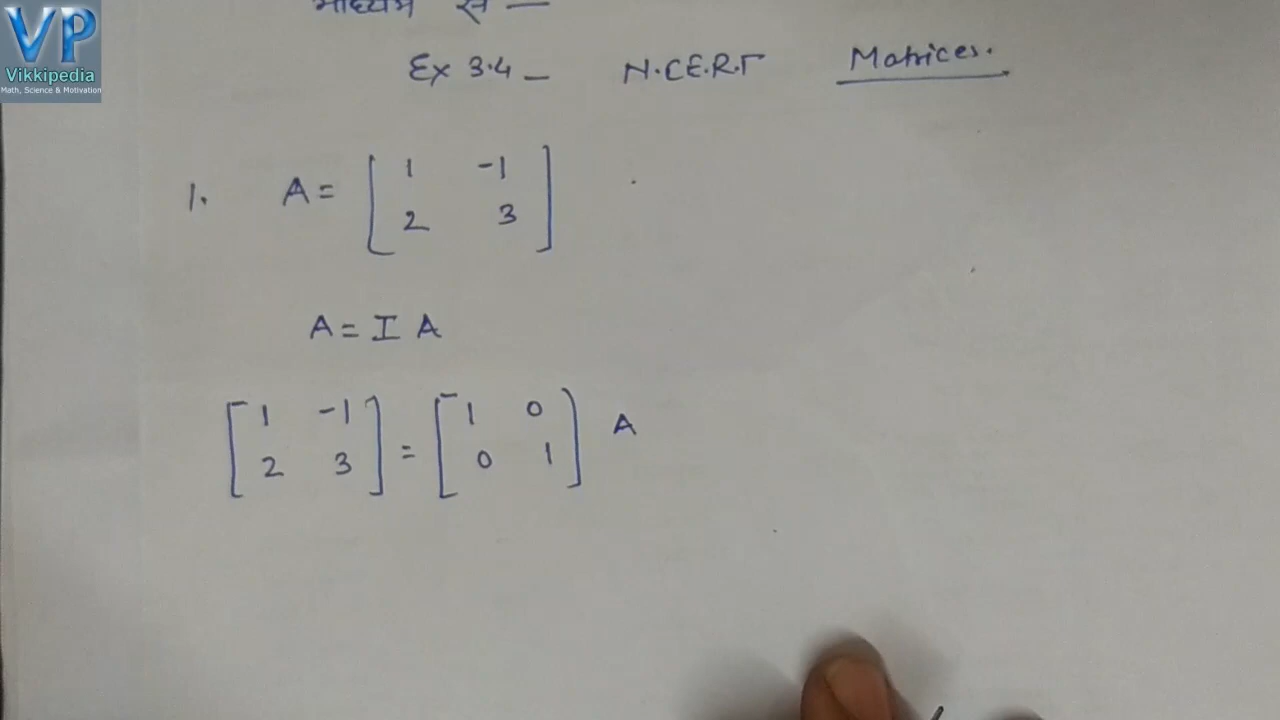 VP
Vikkipedia
Math, Science & Motivation
माध्यम से —
Ex 3.4 – N.C.E.R.T Matrices.
1. A = [ 1 -1
2 3 ]
A = I A
[ 1 -1
2 3 ] = [ 1 0
0 1 ] A